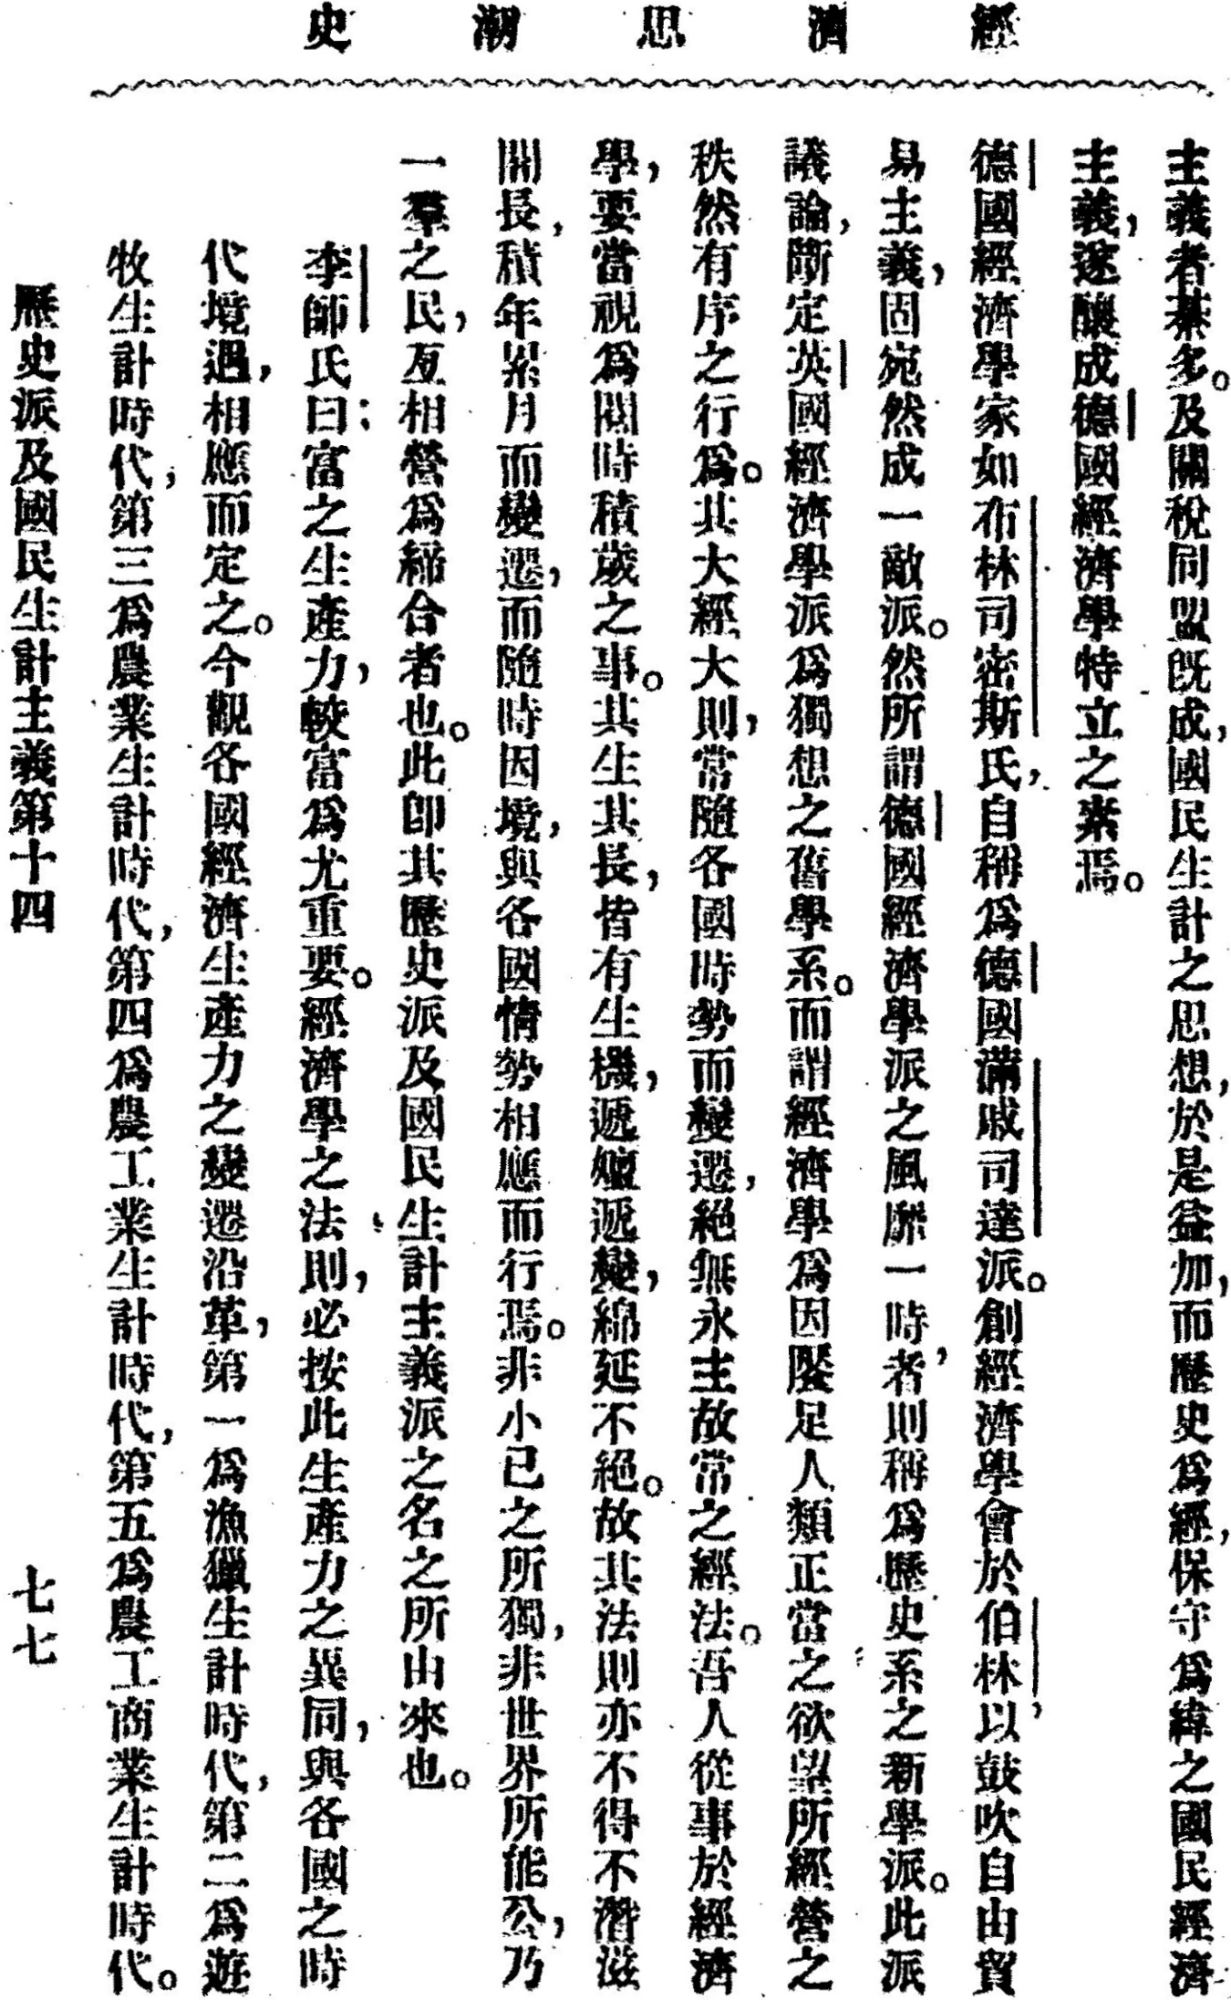 經濟思潮史
主義者綦多。及關稅同盟既成，國民生計之思想，於是益加，而歷史為經，保守為緯之國民經濟
主義，遂釀成德國經濟學特立之素焉。
德國經濟學家如布林司密斯氏，自稱爲德國滿戚司達派。創經濟學會於伯林，以鼓吹自由貿
易主義，固宛然成一敵派。然所謂德國經濟學派之風靡一時，者則稱爲歷史系之新學派。此派
議論，斷定英國經濟學派爲獨想之舊學系。而謂經濟學爲因饜足人類正當之欲望所經營之
秩然有序之行爲。其大經大則，常隨各國時勢而變遷，絕無永主故常之經法。吾人從事於經濟
學，要當視爲閱時積歲之事。其生其長，皆有生機，遞嬗遞變，綿延不絕。故其法則亦不得不潛滋
闇長，積年累月而變遷，而隨時因境，與各國情勢相應而行焉。非小已之所獨，非世界所能公，乃
一羣之民，互相營爲締合者也。此卽其歷史派及國民生計主義派之名之所由來也。
李師氏曰：富之生產力，較富爲尤重要。經濟學之法則，必按此生產力之異同，與各國之時
代境遇，相應而定之。今觀各國經濟生產力之變遷沿革，第一爲漁獵生計時代，第二爲遊
牧生計時代，第三爲農業生計時代，第四爲農工業生計時代，第五爲農工商業生計時代。
歷史派及國民生計主義第十四
七七